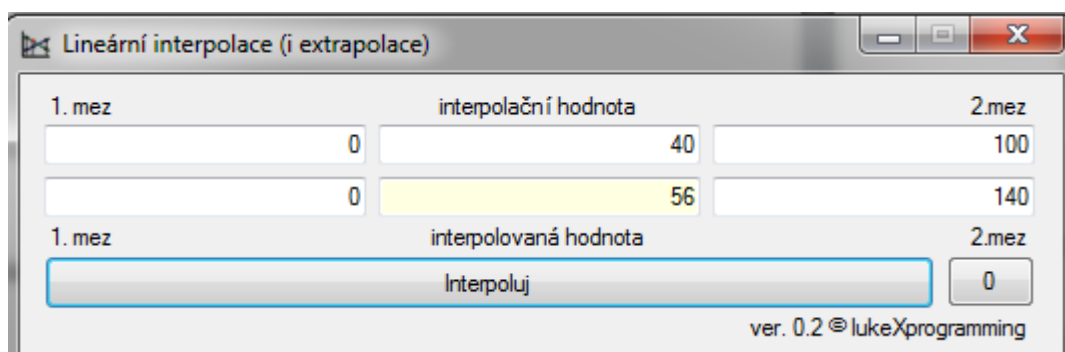 Lineární interpolace (i extrapolace)
1. mez interpolační hodnota 2.mez
0 40 100
0 56 140
1. mez interpolovaná hodnota 2.mez
Interpoluj 0
ver. 0.2 © lukeXprogramming